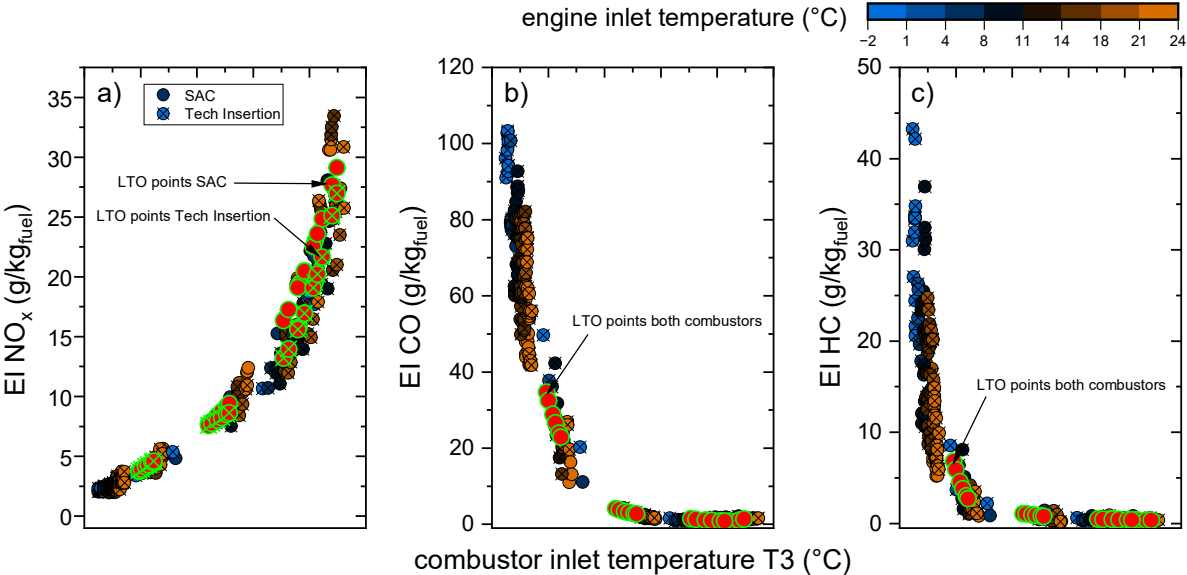 engine inlet temperature (°C)
−2 1 4 8 11 14 18 21 24
a)
SAC
Tech Insertion
LTO points SAC
LTO points Tech Insertion
EI NOx (g/kgfuel)
35
30
25
20
15
10
5
0
b)
LTO points both combustors
EI CO (g/kgfuel)
120
100
80
60
40
20
0
c)
LTO points both combustors
EI HC (g/kgfuel)
50
40
30
20
10
0
combustor inlet temperature T3 (°C)